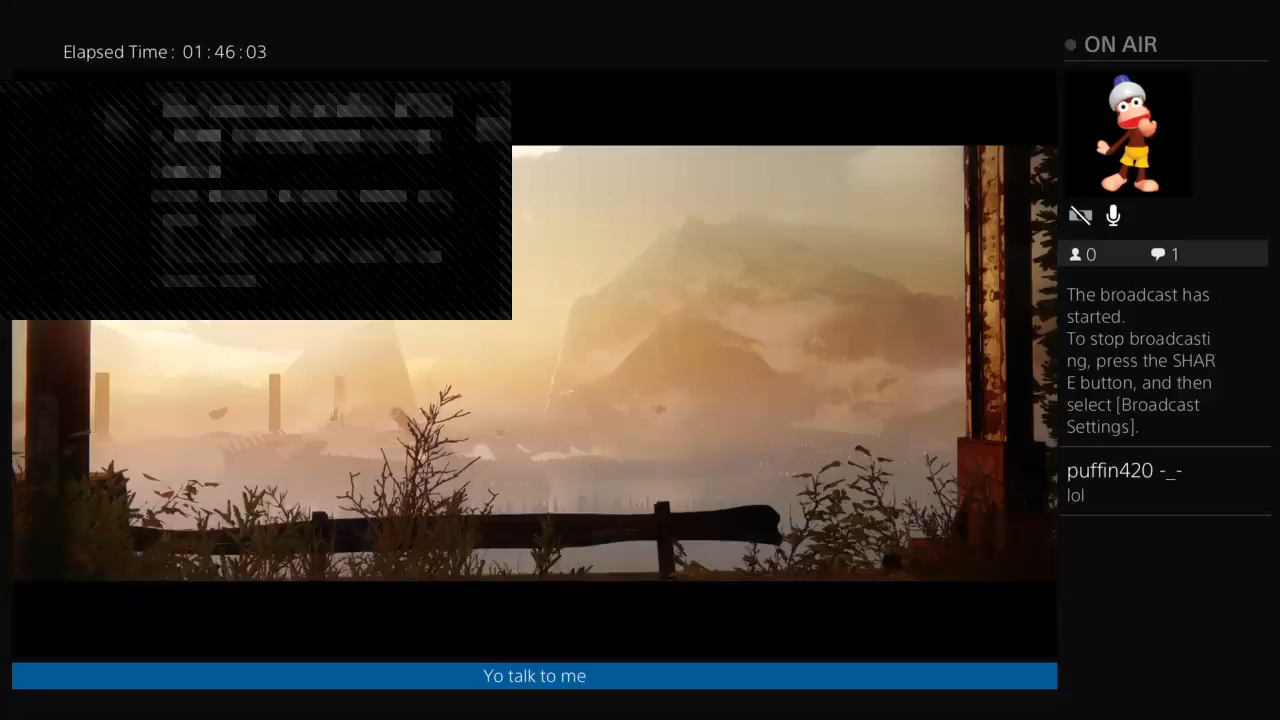 Elapsed Time: 01:46:03
ON AIR
0
1
The broadcast has
started.
To stop broadcasti
ng, press the SHAR
E button, and then
select [Broadcast
Settings].
puffin420 -_-
lol
Yo talk to me